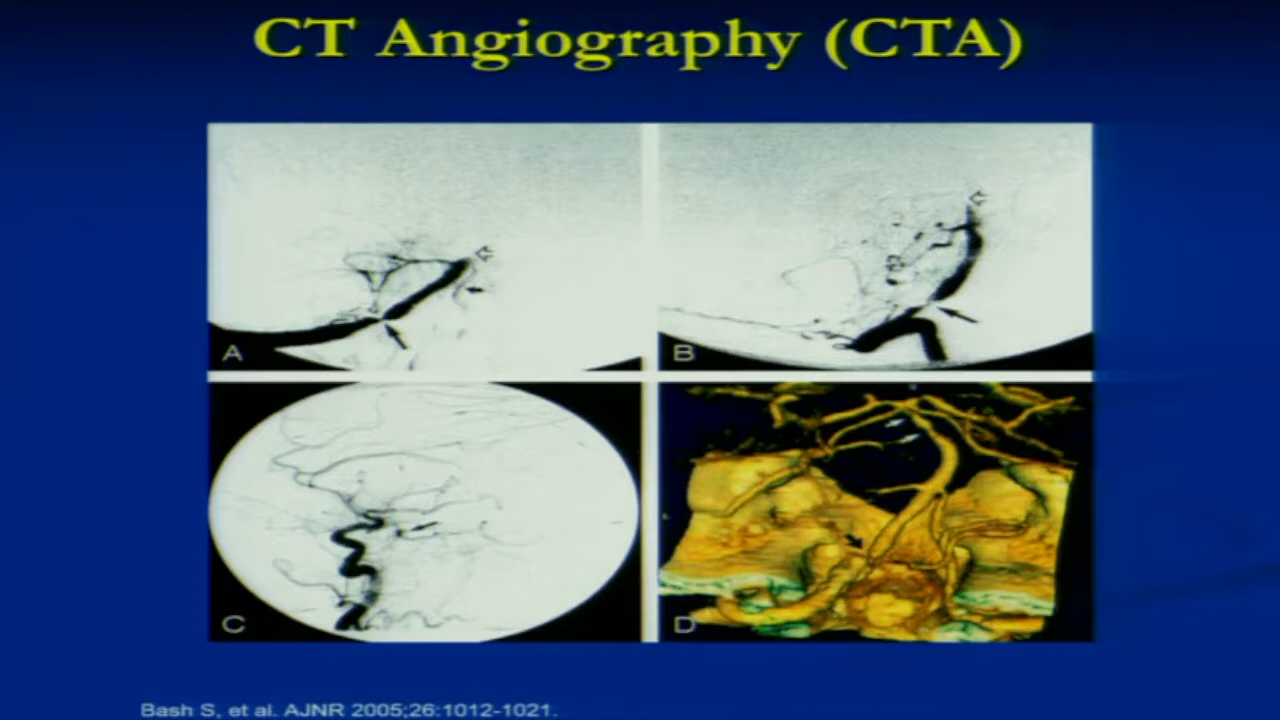 CT Angiography (CTA)
A
B
C
D
Bash S, et al. AJNR 2005;26:1012-1021.